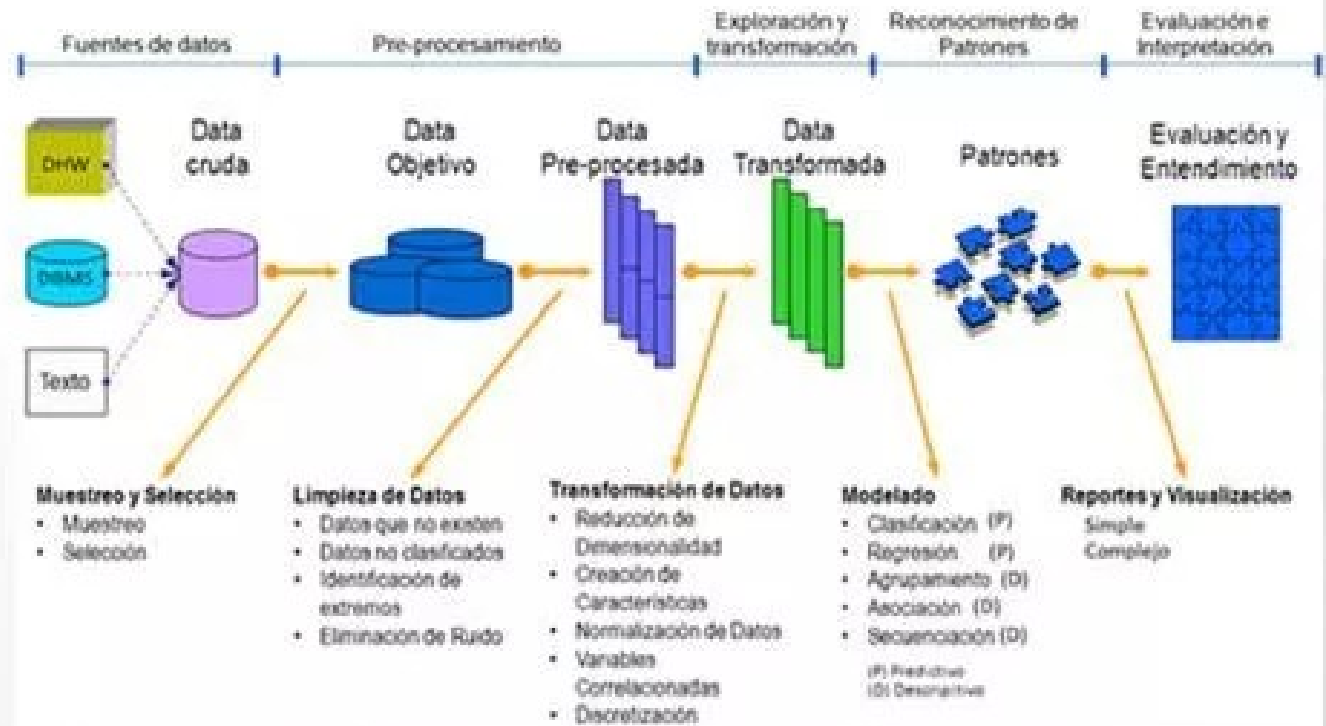 Fuentes de datos
Pre-procesamiento
Exploración y
transformación
Reconocimiento de
Patrones
Evaluación e
Interpretación
DHW
DBMS
Texto
Data
cruda
Data
Objetivo
Data
Pre-procesada
Data
Transformada
Patrones
Evaluación y
Entendimiento
Muestreo y Selección
• Muestreo
• Selección
Limpieza de Datos
• Datos que no existen
• Datos no clasificados
• Identificación de
extremos
• Eliminación de Ruido
Transformación de Datos
• Reducción de
Dimensionalidad
• Creación de
Características
• Normalización de Datos
• Variables
Correlacionadas
• Discretización
Modelado
• Clasificación (P)
• Regresión (P)
• Agrupamiento (D)
• Asociación (D)
• Secuenciación (D)
(P) Predictivo
(D) Descriptivo
Reportes y Visualización
Simple
Complejo